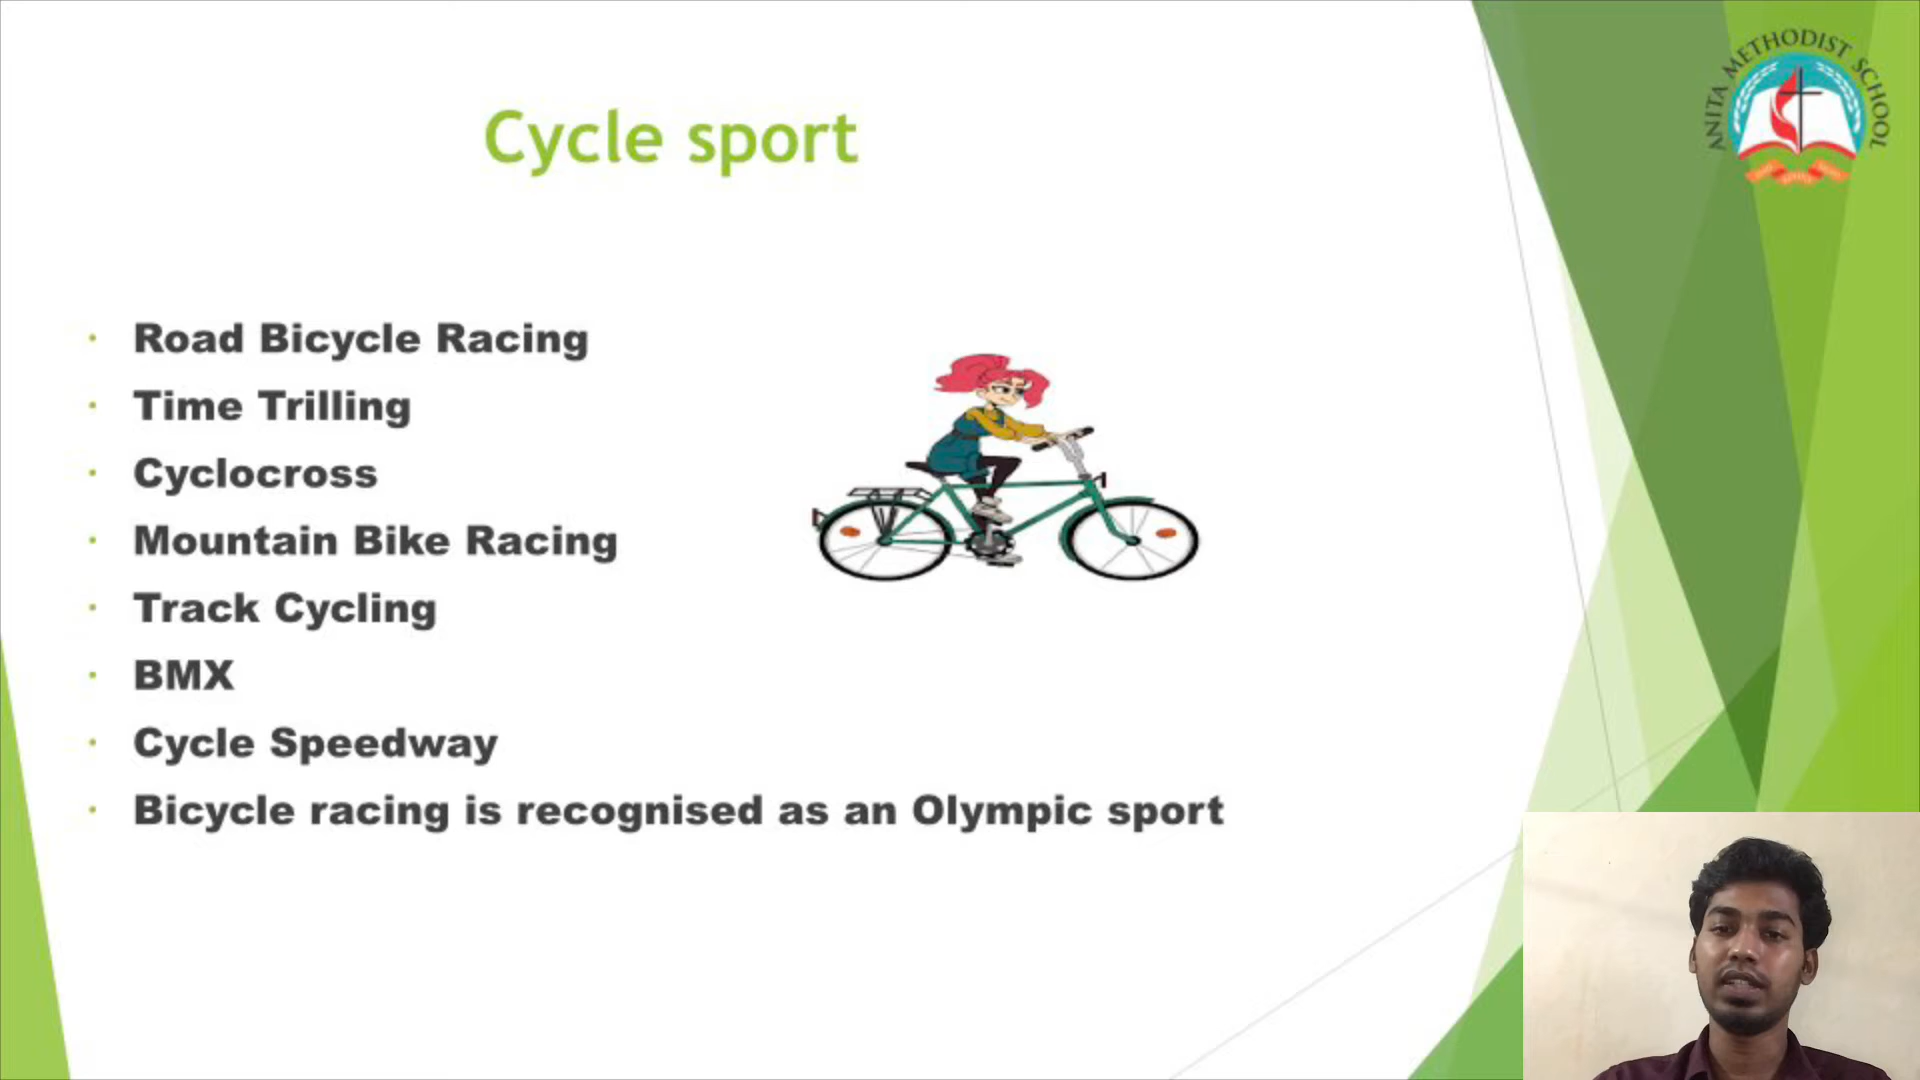 ANITA METHODIST SCHOOL
Cycle sport
Road Bicycle Racing
Time Trilling
Cyclocross
Mountain Bike Racing
Track Cycling
BMX
Cycle Speedway
Bicycle racing is recognised as an Olympic sport